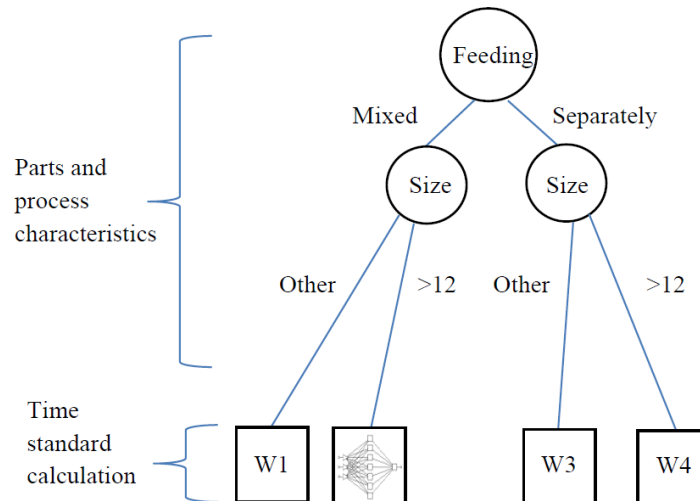 Feeding
Mixed
Separately
Parts and
process
characteristics
Size
Size
Other
>12
Other
>12
Time
standard
calculation
W1
W3
W4